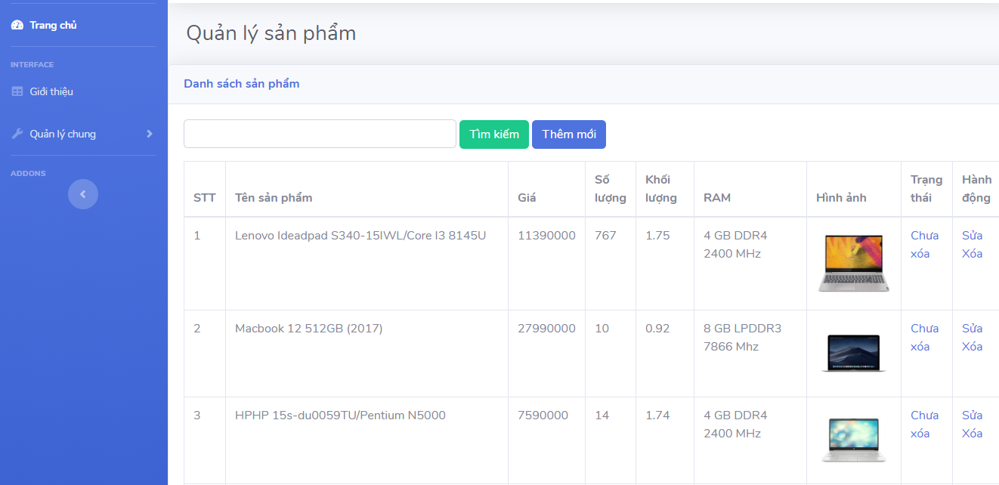 Trang chủ
INTERFACE
Giới thiệu
Quản lý chung
ADDONS
Quản lý sản phẩm
Danh sách sản phẩm
Tìm kiếm Thêm mới
STT Tên sản phẩm Giá Số lượng Khối lượng RAM Hình ảnh Trạng thái Hành động
1 Lenovo Ideadpad S340-15IWL/Core I3 8145U 11390000 767 1.75 4 GB DDR4 Chưa Sửa
2400 MHz xóa Xóa
2 Macbook 12 512GB (2017) 27990000 10 0.92 8 GB LPDDR3 Chưa Sửa
7866 Mhz xóa Xóa
3 HPHP 15s-du0059TU/Pentium N5000 7590000 14 1.74 4 GB DDR4 Chưa Sửa
2400 MHz xóa Xóa